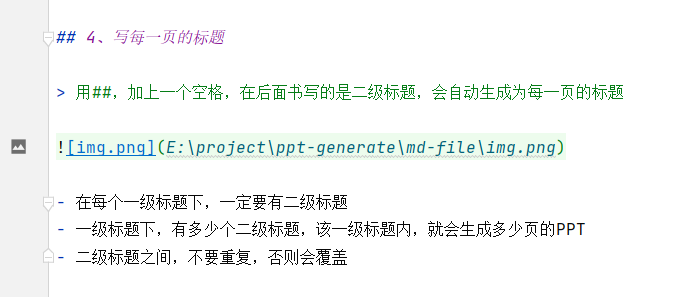 ## 4、写每一页的标题
> 用##，加上一个空格，在后面书写的是二级标题，会自动生成为每一页的标题
![img.png](E:\project\ppt-generate\md-file\img.png)
- 在每个一级标题下，一定要有二级标题
- 一级标题下，有多少个二级标题，该一级标题内，就会生成多少页的PPT
- 二级标题之间，不要重复，否则会覆盖